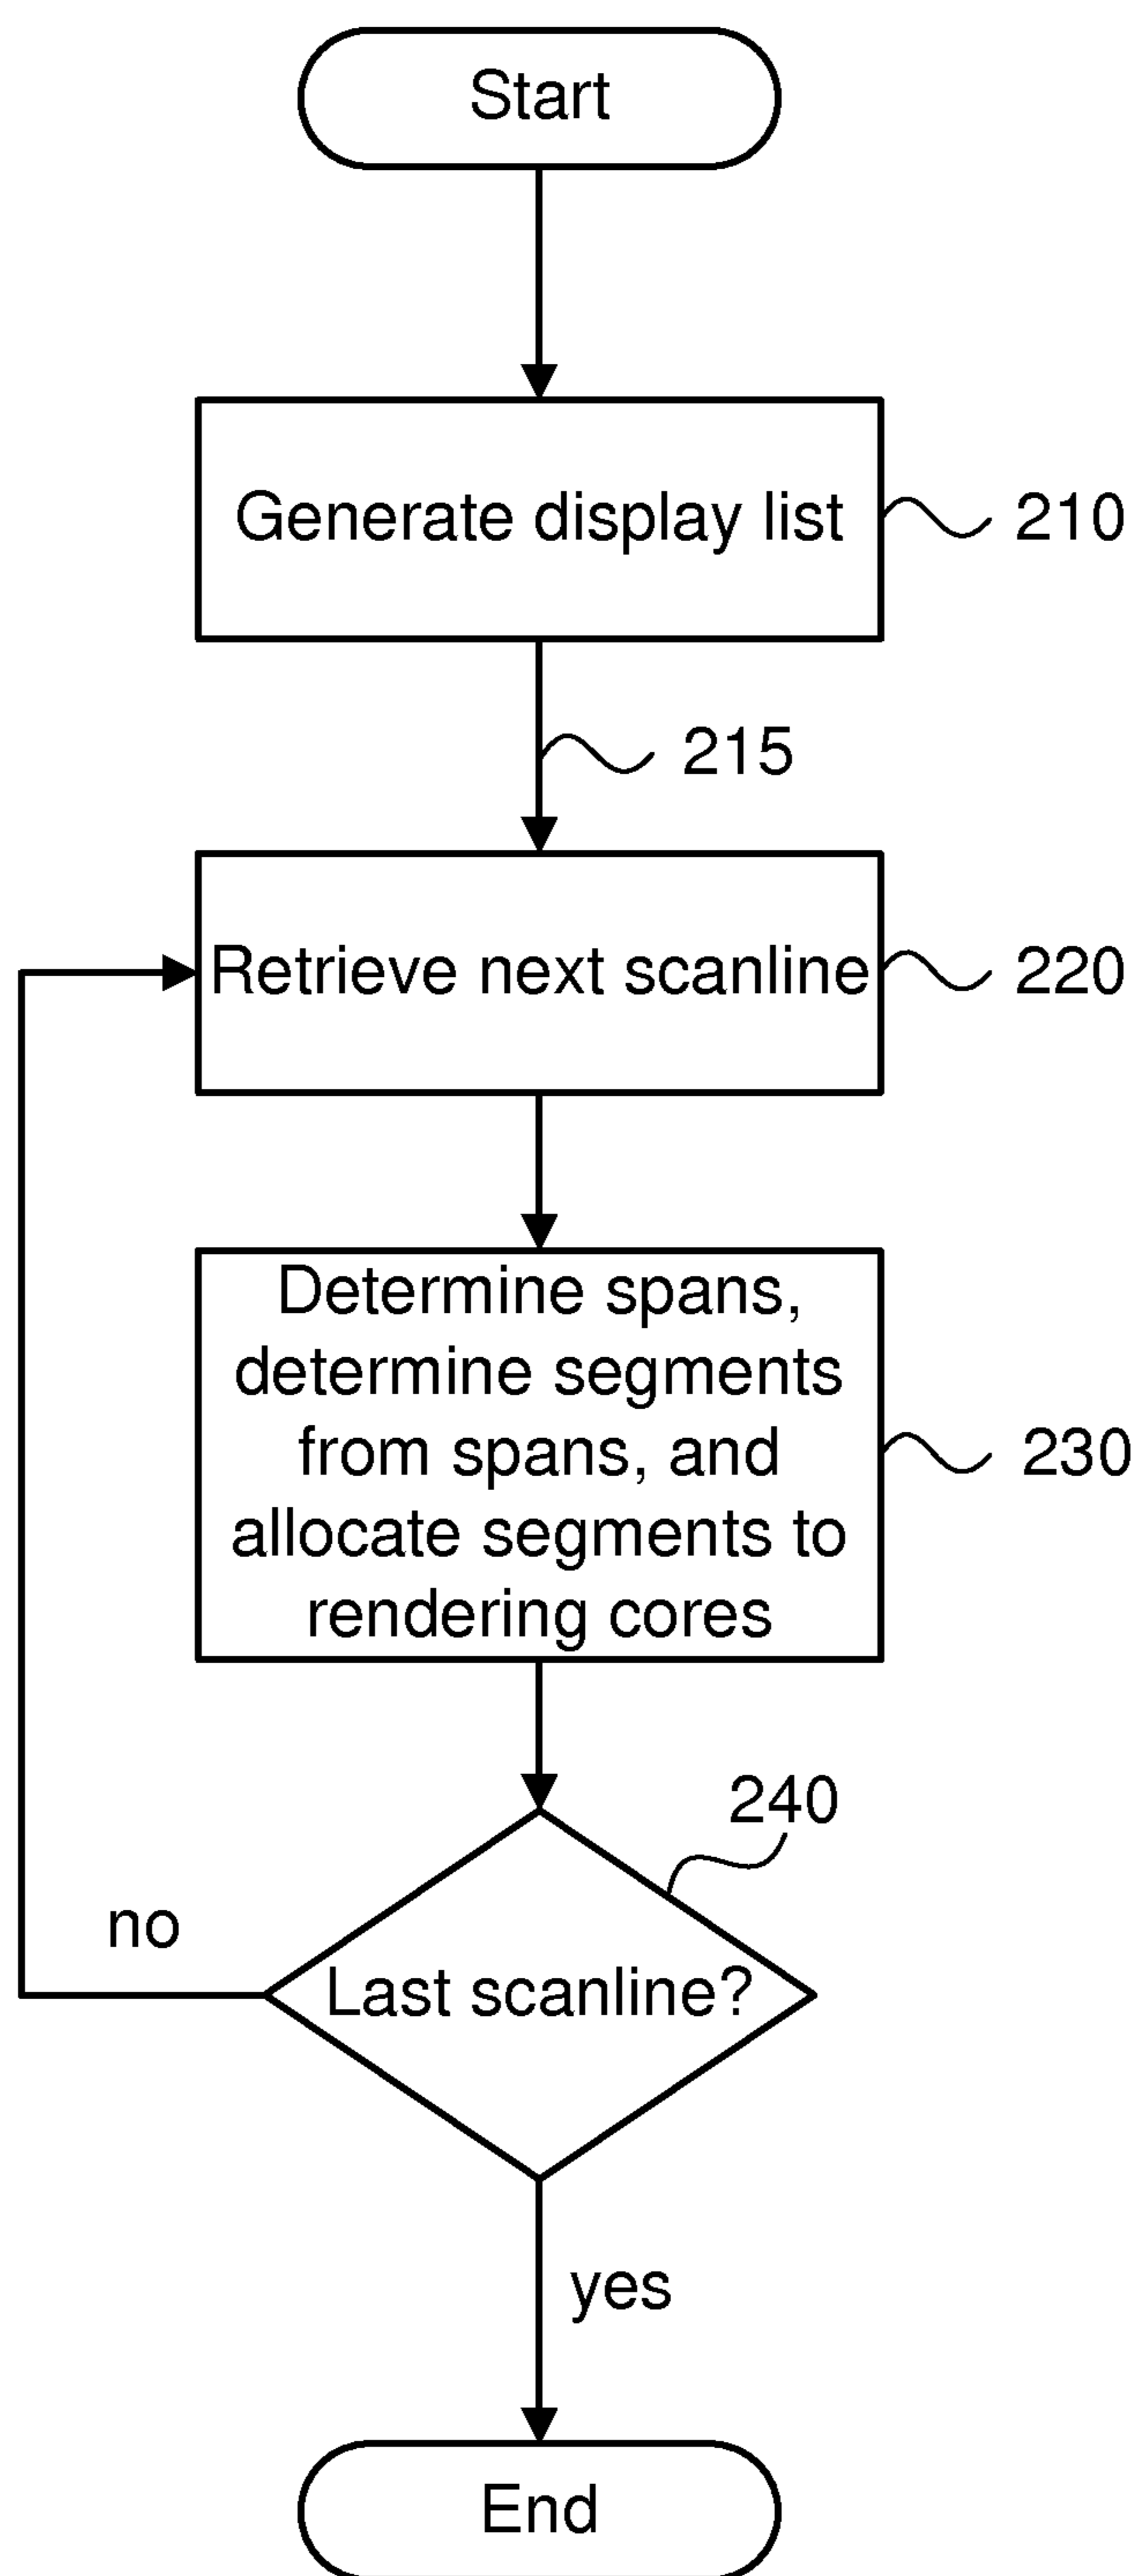 Start
Generate display list
210
215
Retrieve next scanline
220
Determine spans,
determine segments
from spans, and
allocate segments to
rendering cores
230
240
no
Last scanline?
yes
End